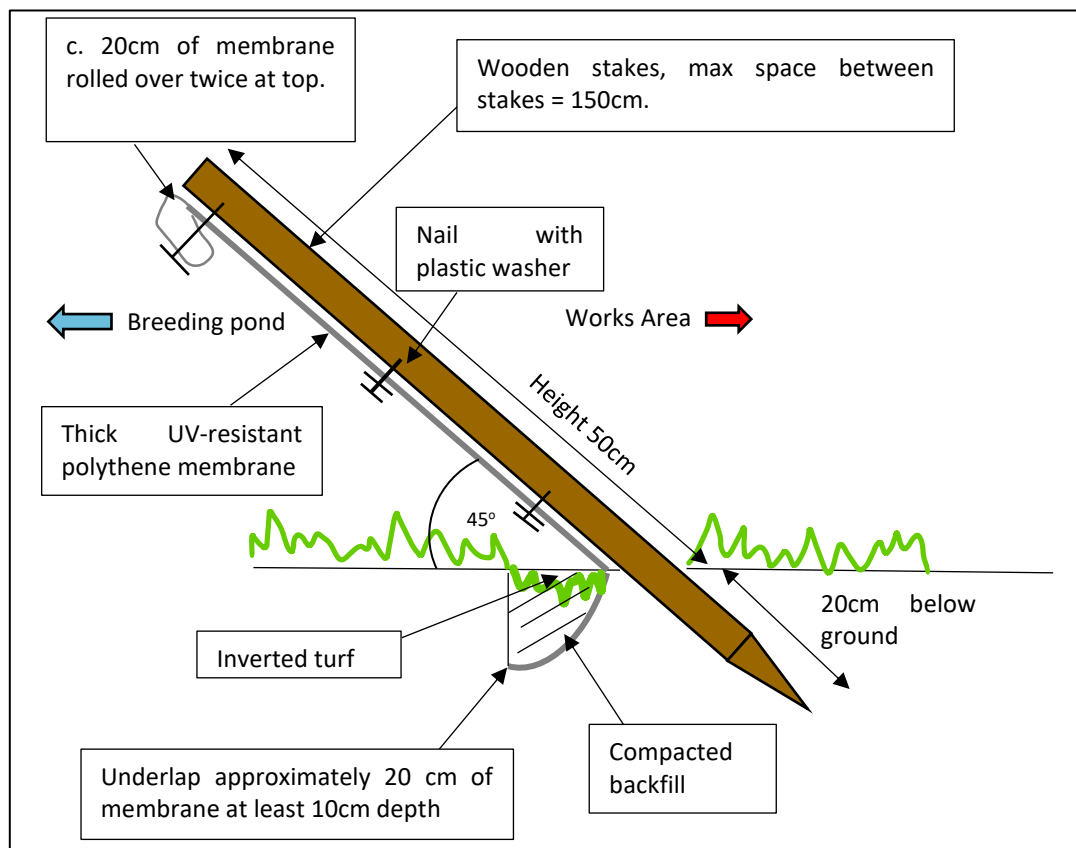 c. 20cm of membrane
rolled over twice at top.
Wooden stakes, max space between
stakes = 150cm.
Nail with
plastic washer
Breeding pond
Works Area
Height 50cm
Thick UV-resistant
polythene membrane
45°
20cm below
ground
Inverted turf
Compacted
backfill
Underlap approximately 20 cm of
membrane at least 10cm depth